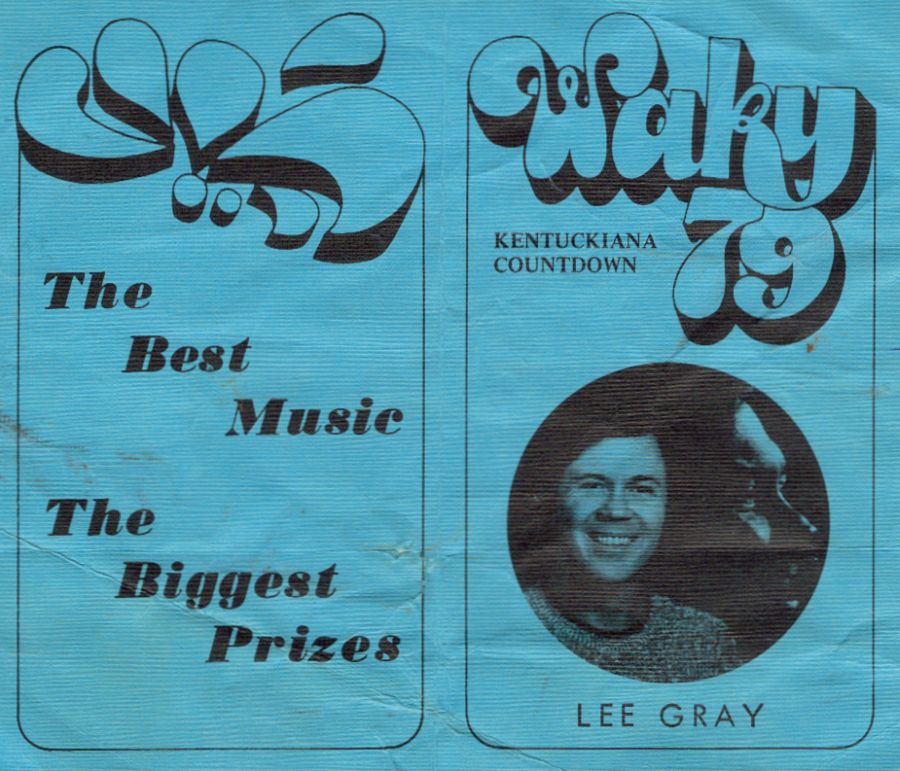 The
Best
Music
The
Biggest
Prizes
Waky
79
KENTUCKIANA
COUNTDOWN
LEE GRAY